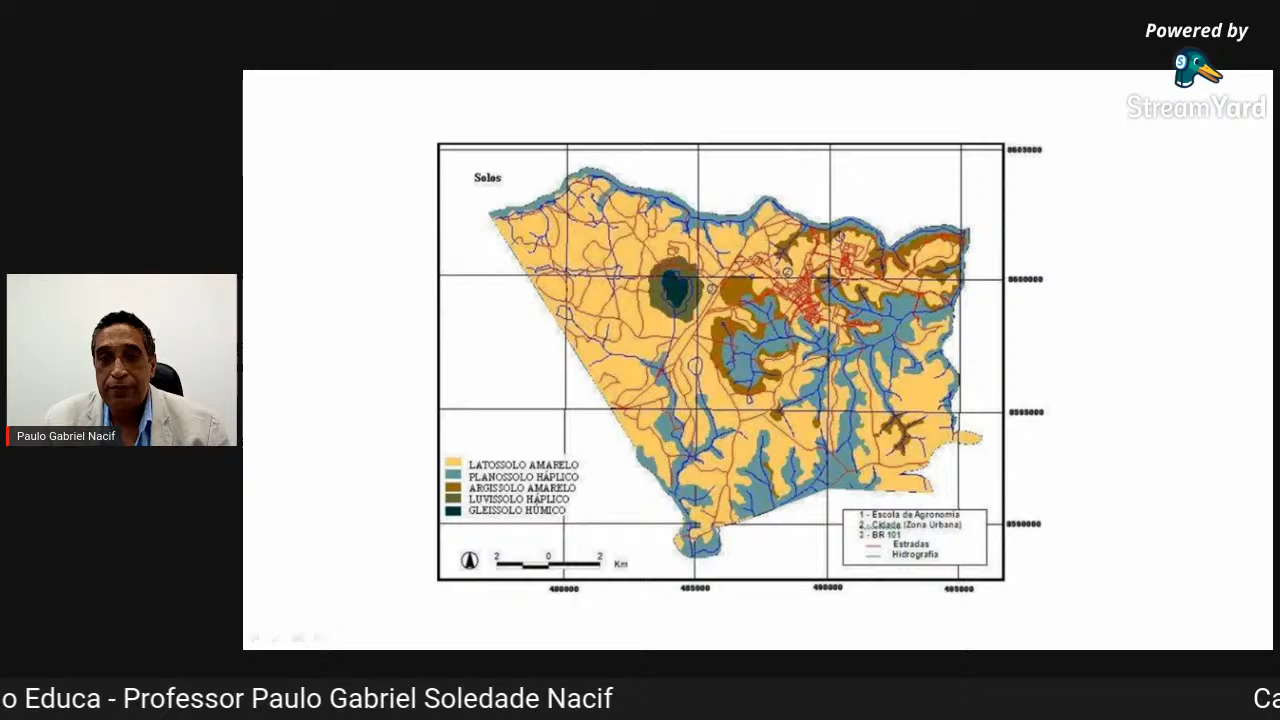 Powered by
StreamYard
8605000
Solos
8600000
8595000
LATOSSOLO AMARELO
PLANOSSOLO HÁPLICO
ARGISSOLO AMARELO
LUVISSOLO HÁPLICO
GLEISSOLO HÚMICO
1 - Escola de Agronomia
2 - Cidade (Zona Urbana)
3 - BR 101
Estradas
Hidrografia
8590000
2 0 2 Km
480000 485000 490000 495000
Paulo Gabriel Nacif
o Educa - Professor Paulo Gabriel Soledade Nacif
Ca